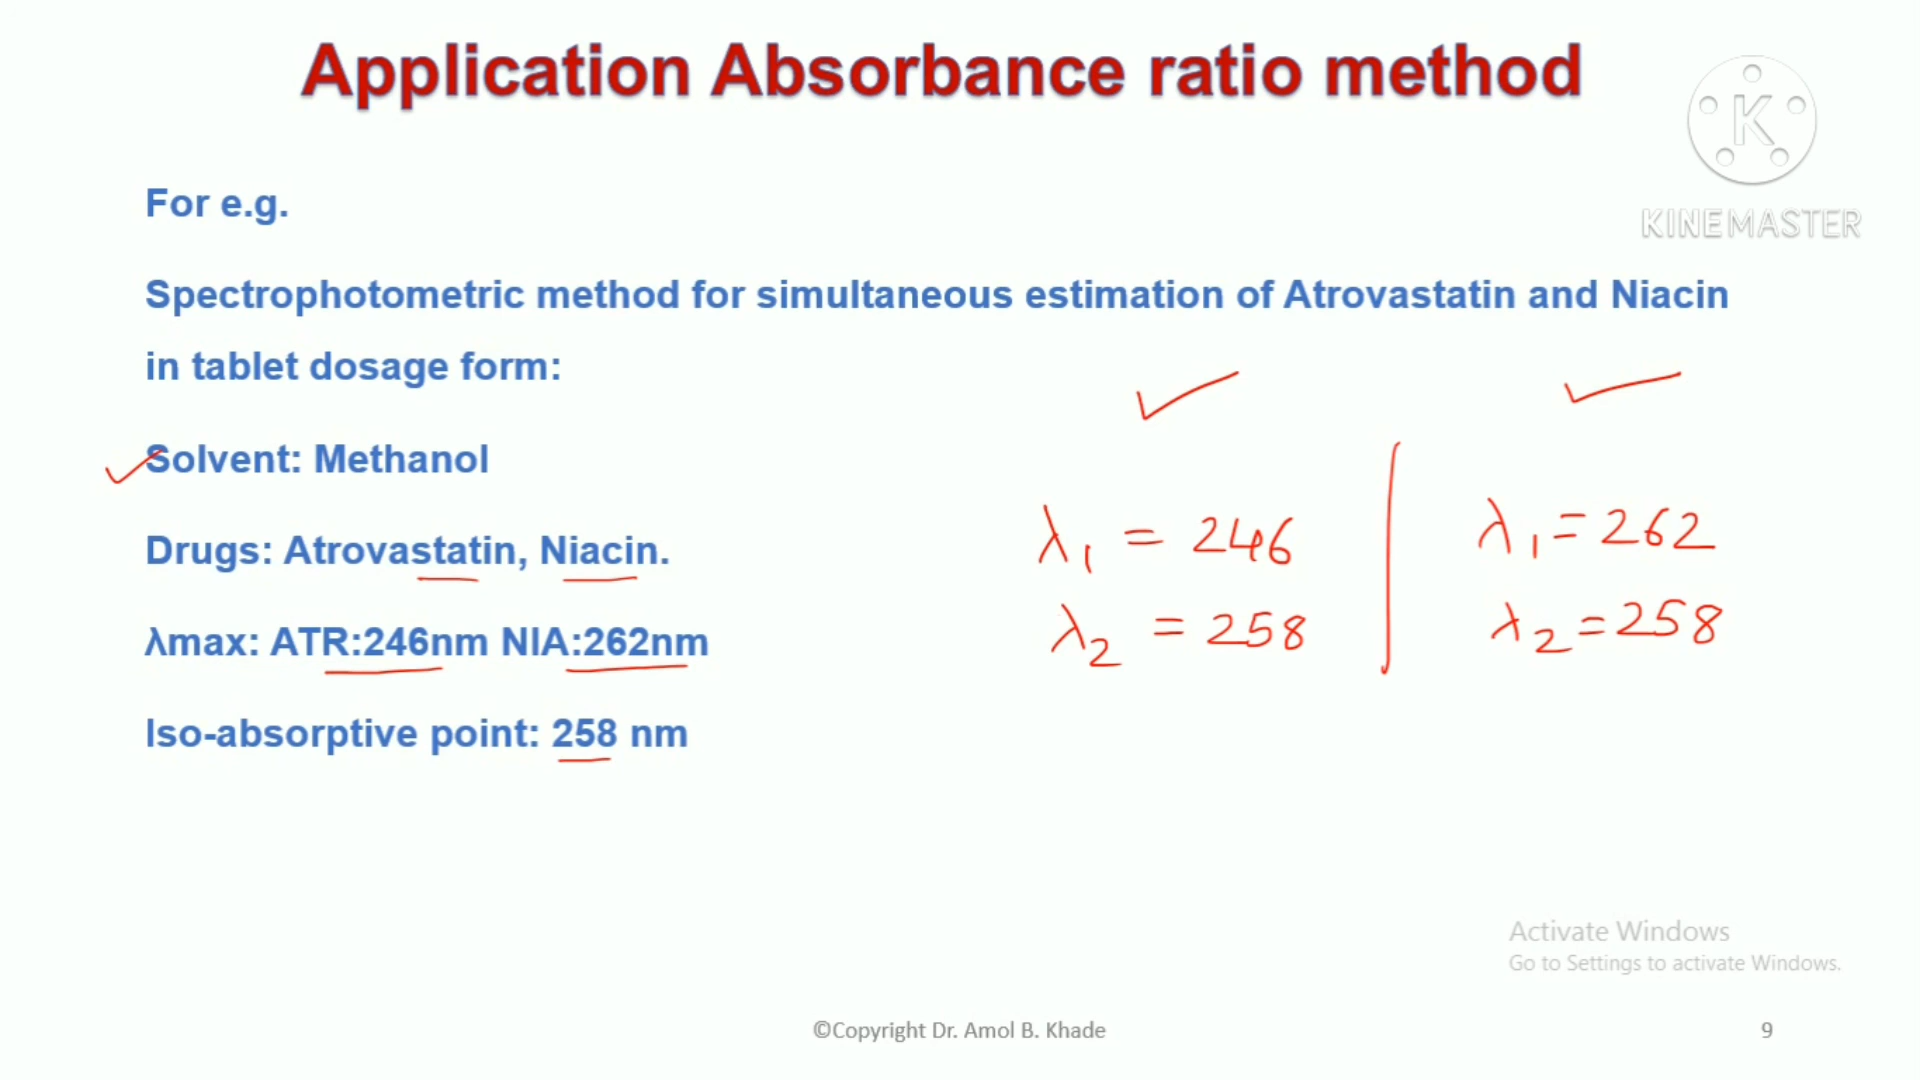 Application Absorbance ratio method
K
KINEMASTER
For e.g.
Spectrophotometric method for simultaneous estimation of Atrovastatin and Niacin
in tablet dosage form:
Solvent: Methanol
Drugs: Atrovastatin, Niacin.
λmax: ATR:246nm NIA:262nm
Iso-absorptive point: 258 nm
λ1 = 246
λ2 = 258
λ1 = 262
λ2 = 258
Activate Windows
Go to Settings to activate Windows.
©Copyright Dr. Amol B. Khade
9